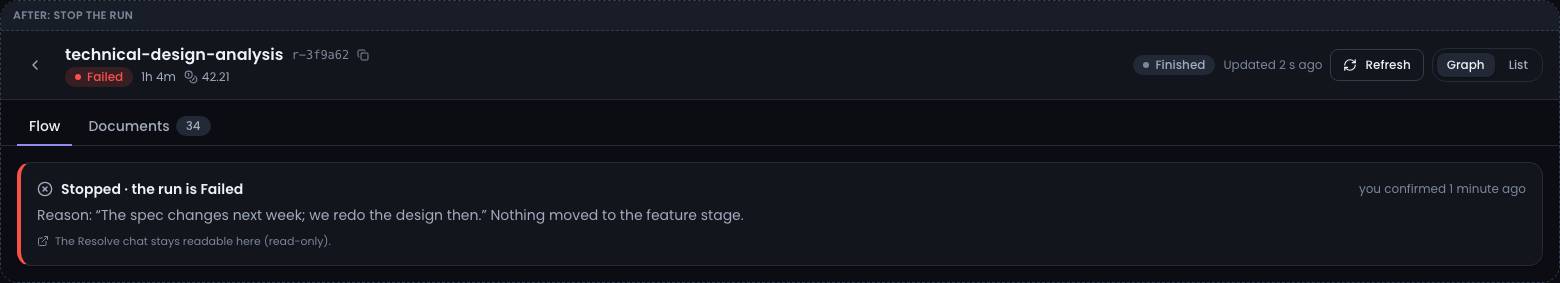 AFTER: STOP THE RUN
technical-design-analysis r-3f9a62
Failed 1h 4m 42.21
Finished Updated 2 s ago Refresh Graph List
Flow Documents 34
Stopped · the run is Failed you confirmed 1 minute ago
Reason: “The spec changes next week; we redo the design then.” Nothing moved to the feature stage.
The Resolve chat stays readable here (read-only).